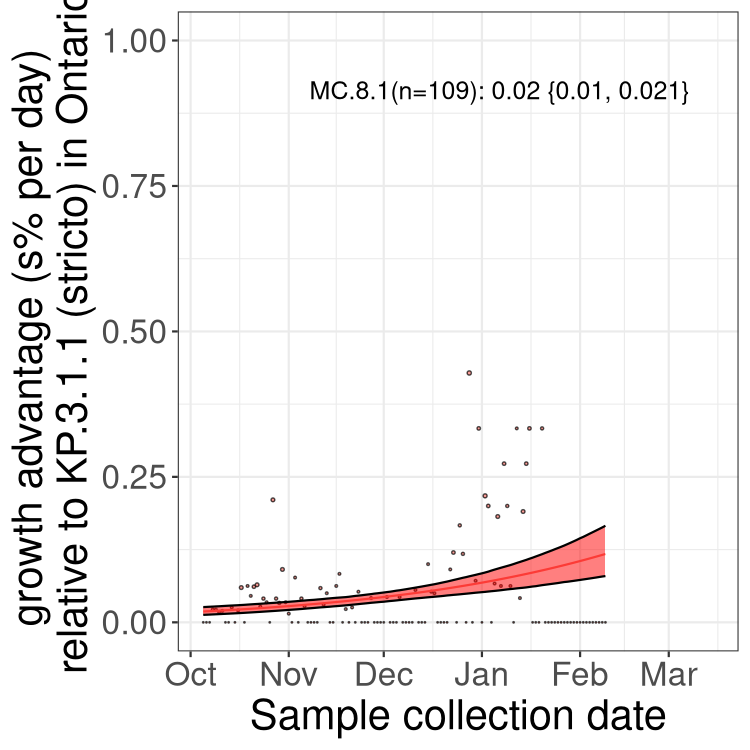 growth advantage (s% per day)
relative to KP.3.1.1 (stricto) in Ontario
1.00
0.75
0.50
0.25
0.00
MC.8.1(n=109): 0.02 {0.01, 0.021}
Oct Nov Dec Jan Feb Mar
Sample collection date